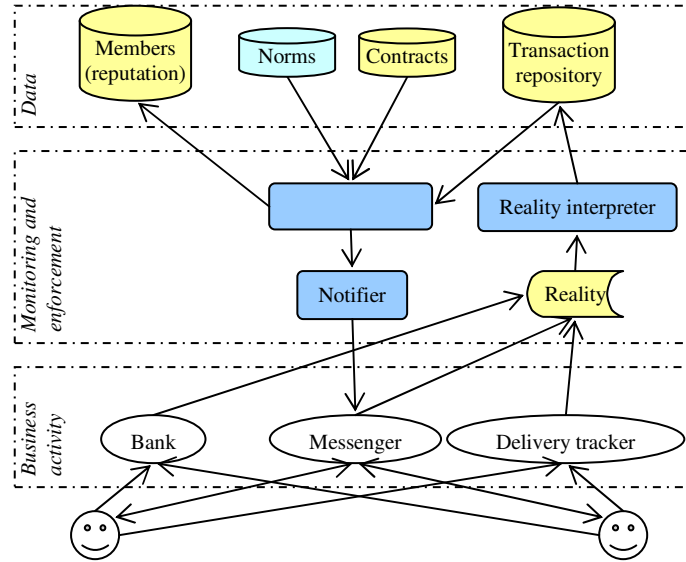 Data
Members
(reputation)
Norms
Contracts
Transaction
repository
Monitoring and
enforcement
Reality interpreter
Notifier
Reality
Business
activity
Bank
Messenger
Delivery tracker